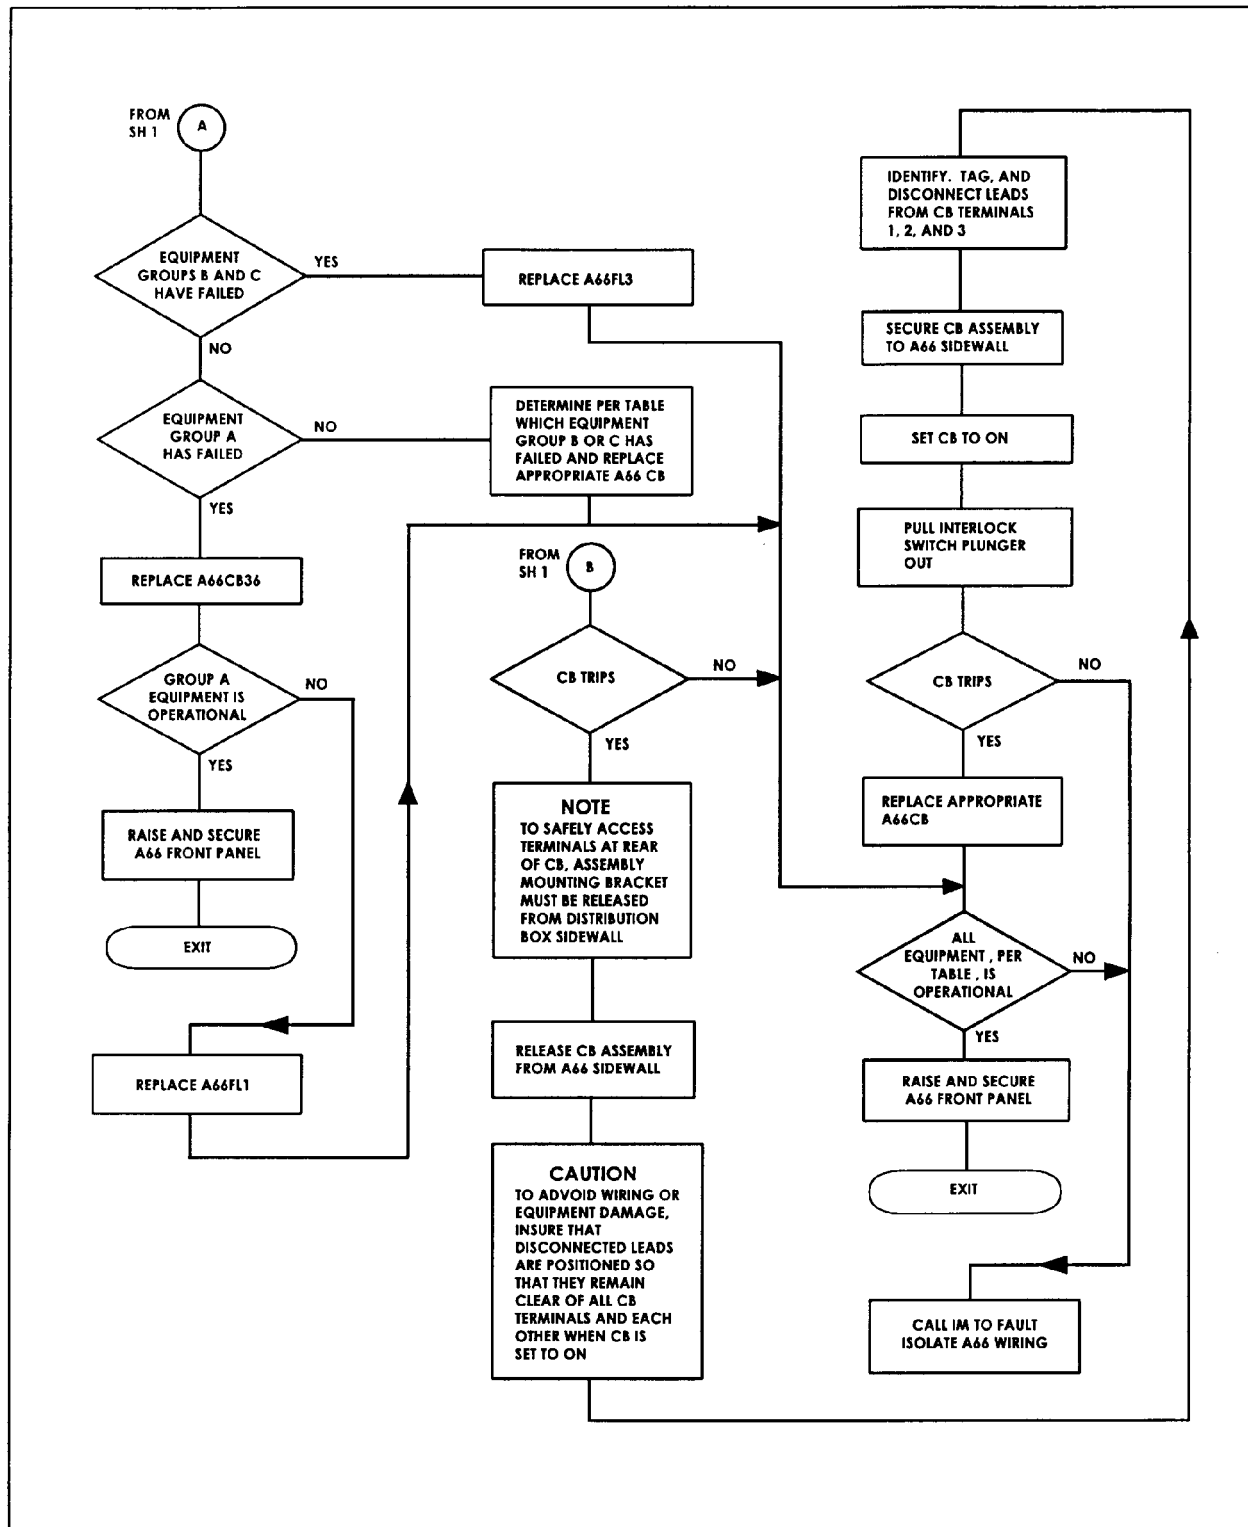 FROM
SH 1
A
EQUIPMENT
GROUPS B AND C
HAVE FAILED
YES
NO
REPLACE A66FL3
EQUIPMENT
GROUP A
HAS FAILED
NO
YES
DETERMINE PER TABLE
WHICH EQUIPMENT
GROUP B OR C HAS
FAILED AND REPLACE
APPROPRIATE A66 CB
REPLACE A66CB36
GROUP A
EQUIPMENT IS
OPERATIONAL
NO
YES
RAISE AND SECURE
A66 FRONT PANEL
EXIT
REPLACE A66FL1
FROM
SH 1
B
CB TRIPS
NO
YES
NOTE
TO SAFELY ACCESS
TERMINALS AT REAR
OF CB, ASSEMBLY
MOUNTING BRACKET
MUST BE RELEASED
FROM DISTRIBUTION
BOX SIDEWALL
RELEASE CB ASSEMBLY
FROM A66 SIDEWALL
CAUTION
TO ADVOID WIRING OR
EQUIPMENT DAMAGE,
INSURE THAT
DISCONNECTED LEADS
ARE POSITIONED SO
THAT THEY REMAIN
CLEAR OF ALL CB
TERMINALS AND EACH
OTHER WHEN CB IS
SET TO ON
IDENTIFY. TAG, AND
DISCONNECT LEADS
FROM CB TERMINALS
1, 2, AND 3
SECURE CB ASSEMBLY
TO A66 SIDEWALL
SET CB TO ON
PULL INTERLOCK
SWITCH PLUNGER
OUT
CB TRIPS
NO
YES
REPLACE APPROPRIATE
A66CB
ALL
EQUIPMENT , PER
TABLE , IS
OPERATIONAL
NO
YES
RAISE AND SECURE
A66 FRONT PANEL
EXIT
CALL IM TO FAULT
ISOLATE A66 WIRING